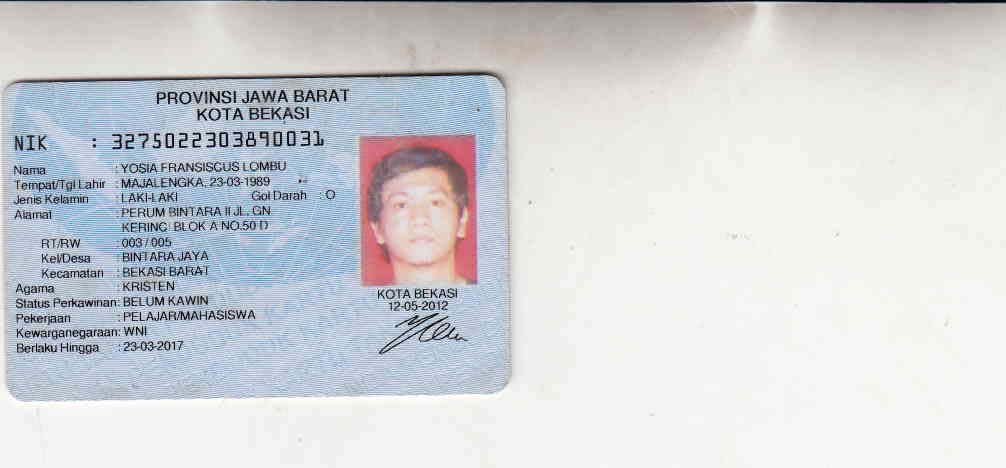 PROVINSI JAWA BARAT
KOTA BEKASI
NIK : 3275022303890031
Nama : YOSIA FRANSISCUS LOMBU
Tempat/Tgl Lahir : MAJALENGKA, 23-03-1989
Jenis Kelamin : LAKI-LAKI Gol Darah : O
Alamat : PERUM BINTARA II JL. GN
KERINCI BLOK A NO.50 D
RT/RW : 003 / 005
Kel/Desa : BINTARA JAYA
Kecamatan : BEKASI BARAT
Agama : KRISTEN
Status Perkawinan: BELUM KAWIN
Pekerjaan : PELAJAR/MAHASISWA
Kewarganegaraan: WNI
Berlaku Hingga : 23-03-2017
KOTA BEKASI
12-05-2012